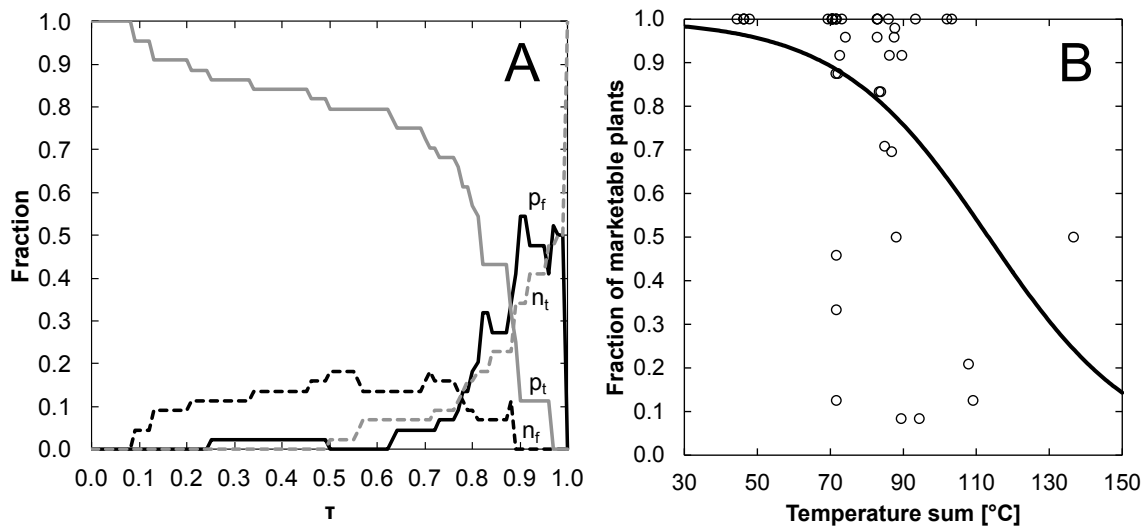 A
1.0
0.9
0.8
0.7
0.6
0.5
0.4
0.3
0.2
0.1
0.0
Fraction
p_f
n_t
p_t
n_f
0.0 0.1 0.2 0.3 0.4 0.5 0.6 0.7 0.8 0.9 1.0
τ
B
1.0
0.9
0.8
0.7
0.6
0.5
0.4
0.3
0.2
0.1
0.0
Fraction of marketable plants
30 50 70 90 110 130 150
Temperature sum [°C]